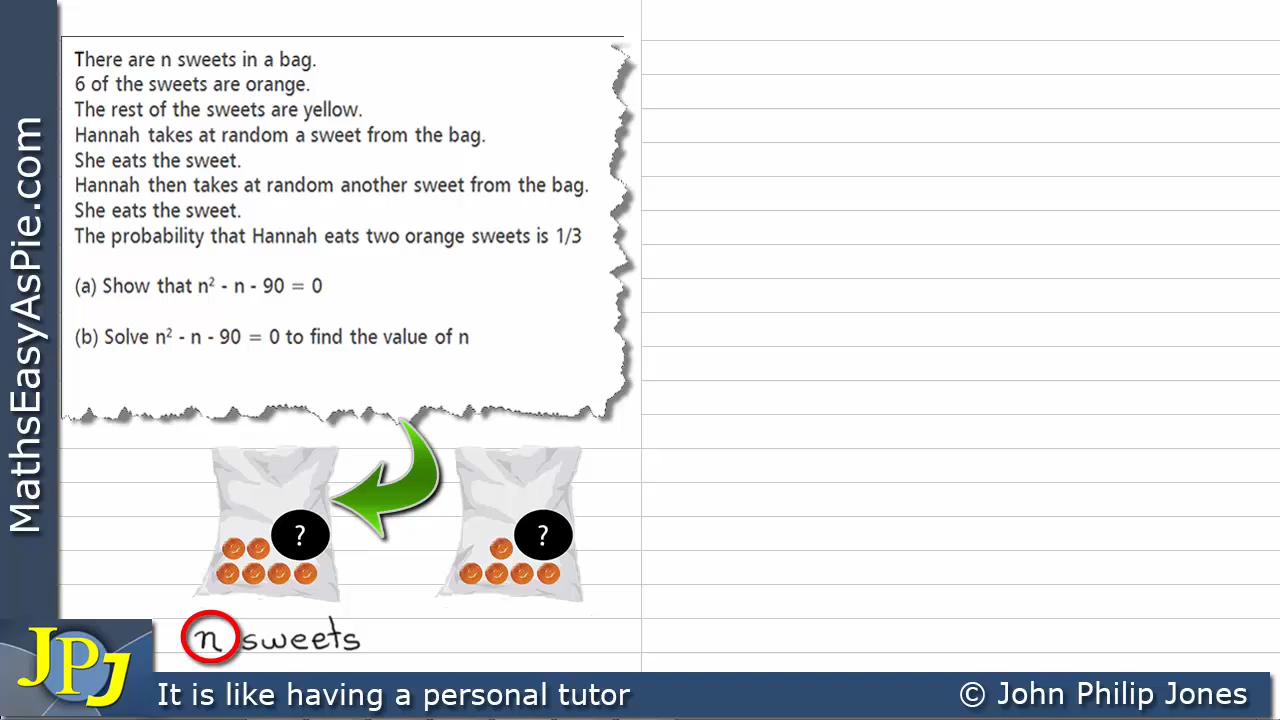 MathsEasyAsPie.com
There are n sweets in a bag.
6 of the sweets are orange.
The rest of the sweets are yellow.
Hannah takes at random a sweet from the bag.
She eats the sweet.
Hannah then takes at random another sweet from the bag.
She eats the sweet.
The probability that Hannah eats two orange sweets is 1/3
(a) Show that n² - n - 90 = 0
(b) Solve n² - n - 90 = 0 to find the value of n
? ?
n sweets
JPJ
It is like having a personal tutor © John Philip Jones